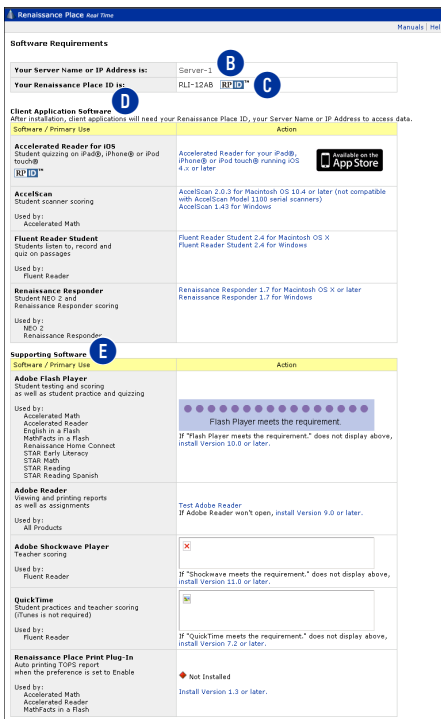 Renaissance Place Real Time
Manuals | Hel
Software Requirements
Your Server Name or IP Address is: Server-1 B
Your Renaissance Place ID is: RLI-12AB RP ID™ C
D
Client Application Software
After installation, client applications will need your Renaissance Place ID, your Server Name or IP Address to access data.
Software / Primary Use Action
Accelerated Reader for iOS
Student quizzing on iPad®, iPhone® or iPod
touch®
RP ID™
Accelerated Reader for your iPad®,
iPhone® or iPod touch® running iOS
4.x or later
Available on the
App Store
AccelScan
Student scanner scoring
Used by:
Accelerated Math
AccelScan 2.0.3 for Macintosh OS 10.4 or later (not compatible
with AccelScan Model 1100 serial scanners)
AccelScan 1.43 for Windows
Fluent Reader Student
Students listen to, record and
quiz on passages
Used by:
Fluent Reader
Fluent Reader Student 2.4 for Macintosh OS X
Fluent Reader Student 2.4 for Windows
Renaissance Responder
Student NEO 2 and
Renaissance Responder scoring
Used by:
NEO 2
Renaissance Responder
Renaissance Responder 1.7 for Macintosh OS X or later
Renaissance Responder 1.7 for Windows
E
Supporting Software
Software / Primary Use Action
Adobe Flash Player
Student testing and scoring
as well as student practice and quizzing
Used by:
Accelerated Math
Accelerated Reader
English in a Flash
MathFacts in a Flash
Renaissance Home Connect
STAR Early Literacy
STAR Math
STAR Reading
STAR Reading Spanish
Flash Player meets the requirement.
If "Flash Player meets the requirement." does not display above,
install Version 10.0 or later.
Adobe Reader
Viewing and printing reports
as well as assignments
Used by:
All Products
Test Adobe Reader
If Adobe Reader won't open, install Version 9.0 or later.
Adobe Shockwave Player
Teacher scoring
Used by:
Fluent Reader
If "Shockwave meets the requirement." does not display above,
install Version 11.0 or later.
QuickTime
Student practices and teacher scoring
(iTunes is not required)
Used by:
Fluent Reader
If "QuickTime meets the requirement." does not display above,
install Version 7.2 or later.
Renaissance Place Print Plug-In
Auto printing TOPS report
when the preference is set to Enable
Used by:
Accelerated Math
Accelerated Reader
MathFacts in a Flash
Not Installed
Install Version 1.3 or later.